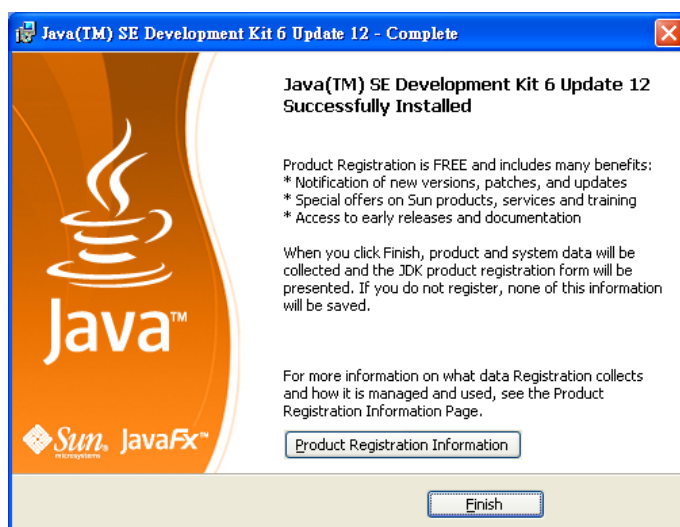 Java(TM) SE Development Kit 6 Update 12 - Complete
Java(TM) SE Development Kit 6 Update 12
Successfully Installed
Product Registration is FREE and includes many benefits:
* Notification of new versions, patches, and updates
* Special offers on Sun products, services and training
* Access to early releases and documentation
When you click Finish, product and system data will be
collected and the JDK product registration form will be
presented. If you do not register, none of this information
will be saved.
For more information on what data Registration collects
and how it is managed and used, see the Product
Registration Information Page.
Product Registration Information
Java™
Sun microsystems JavaFx™
Finish